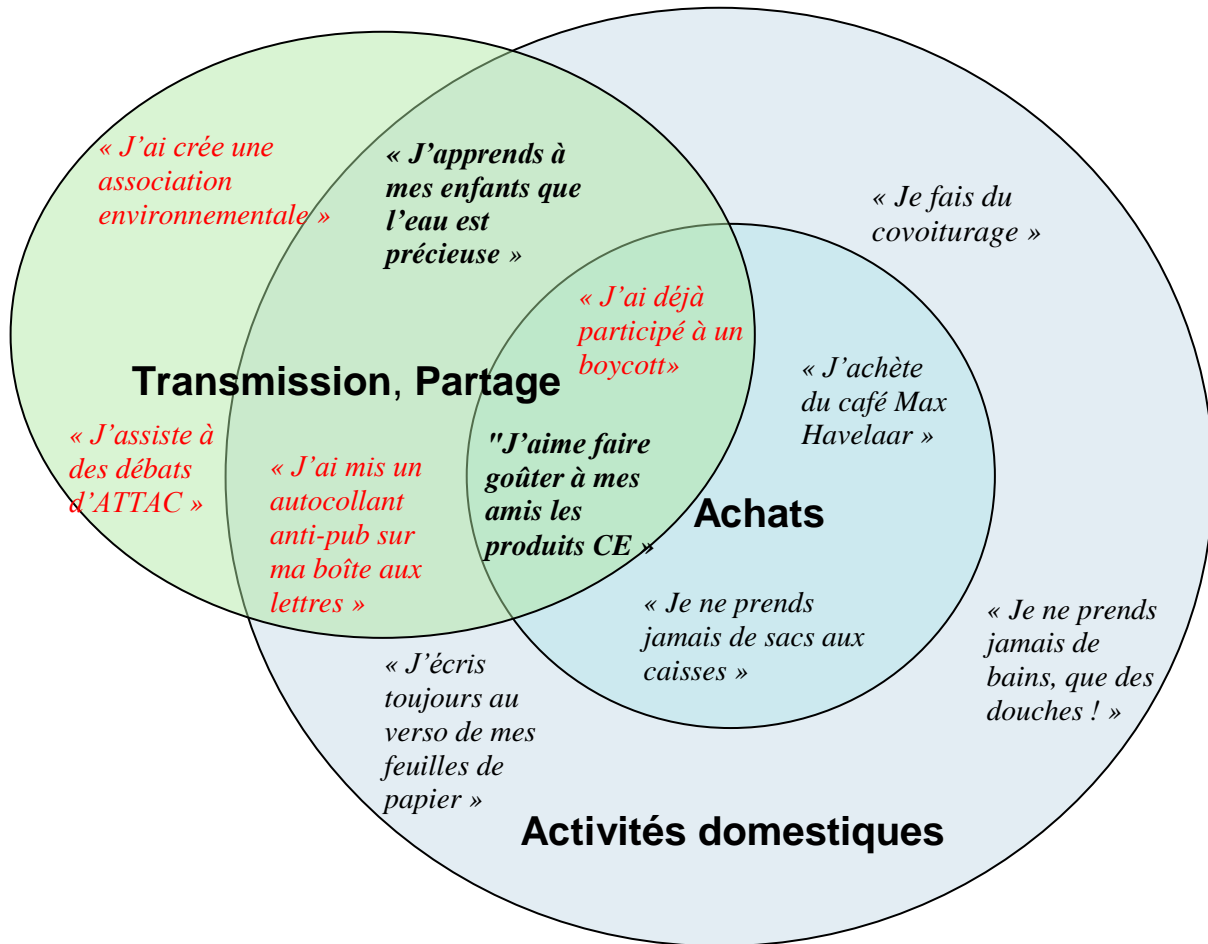 « J’ai crée une
association
environnementale »
« J’apprends à
mes enfants que
l’eau est
précieuse »
« Je fais du
covoiturage »
« J’ai déjà
participé à un
boycott»
Transmission, Partage
« J’achète
du café Max
Havelaar »
« J’assiste à
des débats
d’ATTAC »
« J’ai mis un
autocollant
anti-pub sur
ma boîte aux
lettres »
"J’aime faire
goûter à mes
amis les
produits CE »
Achats
« Je ne prends
jamais de sacs aux
caisses »
« Je ne prends
jamais de
bains, que des
douches ! »
« J’écris
toujours au
verso de mes
feuilles de
papier »
Activités domestiques